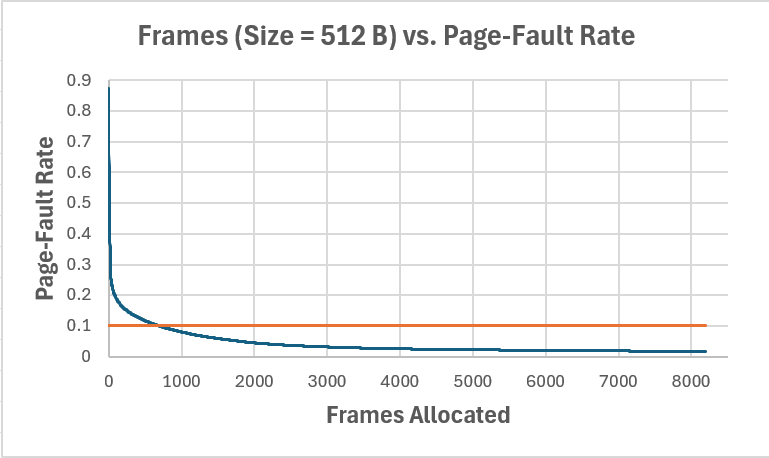 Frames (Size = 512 B) vs. Page-Fault Rate
Page-Fault Rate
0.9
0.8
0.7
0.6
0.5
0.4
0.3
0.2
0.1
0
0 1000 2000 3000 4000 5000 6000 7000 8000
Frames Allocated